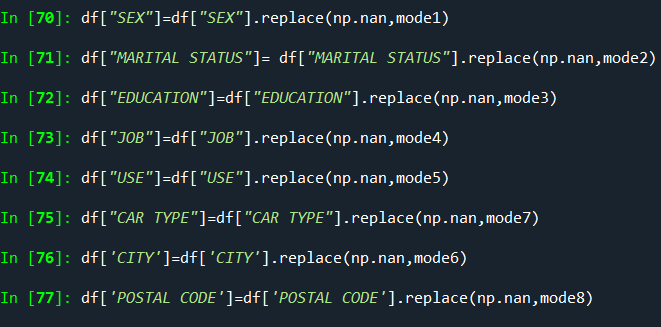 In [70]: df["SEX"]=df["SEX"].replace(np.nan,mode1)
In [71]: df["MARITAL STATUS"]= df["MARITAL STATUS"].replace(np.nan,mode2)
In [72]: df["EDUCATION"]=df["EDUCATION"].replace(np.nan,mode3)
In [73]: df["JOB"]=df["JOB"].replace(np.nan,mode4)
In [74]: df["USE"]=df["USE"].replace(np.nan,mode5)
In [75]: df["CAR TYPE"]=df["CAR TYPE"].replace(np.nan,mode7)
In [76]: df['CITY']=df['CITY'].replace(np.nan,mode6)
In [77]: df['POSTAL CODE']=df['POSTAL CODE'].replace(np.nan,mode8)